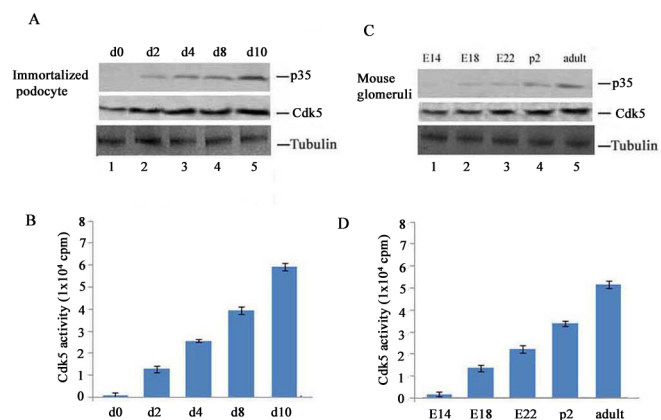 A
d0 d2 d4 d8 d10
Immortalized
podocyte
p35
Cdk5
Tubulin
1 2 3 4 5
C
E14 E18 E22 p2 adult
Mouse
glomeruli
p35
Cdk5
Tubulin
1 2 3 4 5
B
Cdk5 activity (1x10⁴ cpm)
8
7
6
5
4
3
2
1
0
d0 d2 d4 d8 d10
D
Cdk5 activity (1x10⁴ cpm)
8
7
6
5
4
3
2
1
0
E14 E18 E22 p2 adult